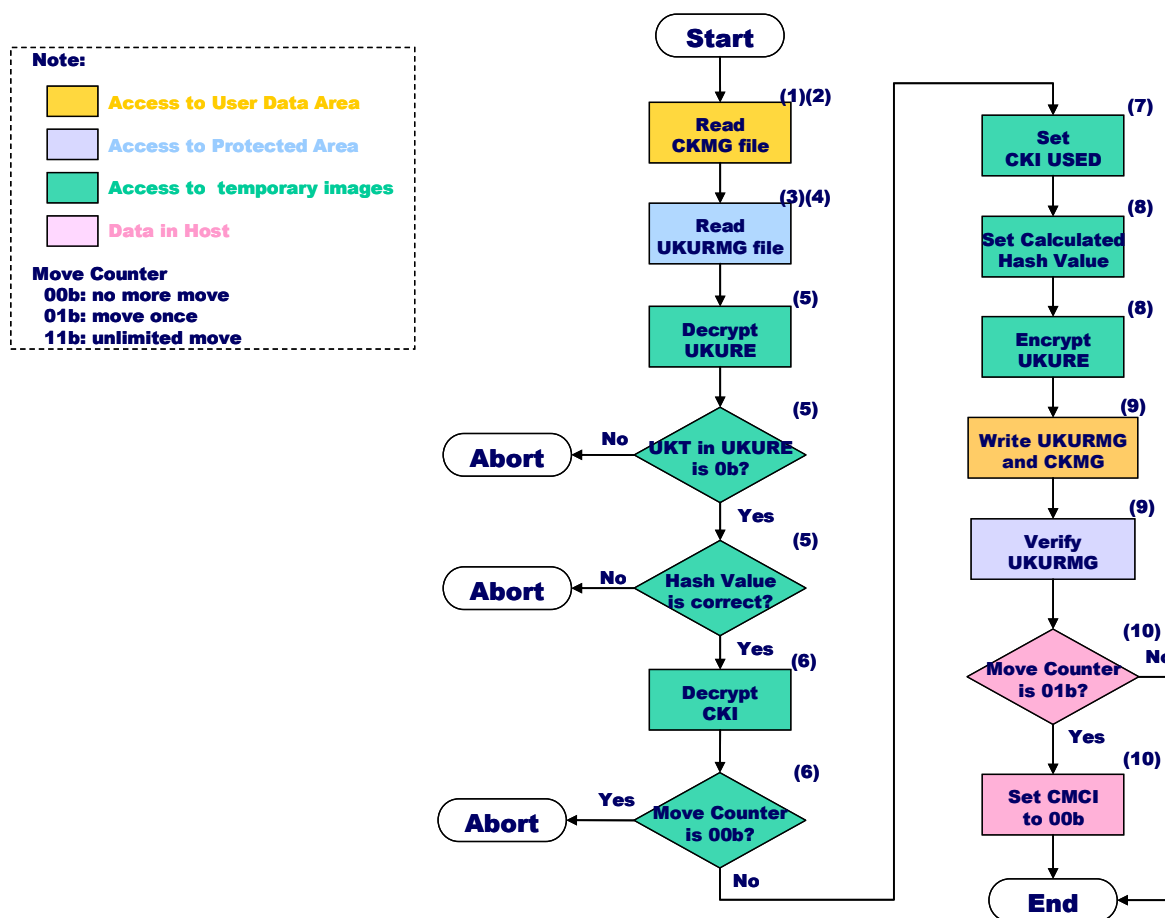 Note:
Access to User Data Area
Access to Protected Area
Access to temporary images
Data in Host
Move Counter
00b: no more move
01b: move once
11b: unlimited move
Start
(1)(2)
Read
CKMG file
(3)(4)
Read
UKURMG file
(5)
Decrypt
UKURE
(5)
UKT in UKURE
is 0b?
No
Abort
Yes
(5)
Hash Value
is correct?
No
Abort
Yes
(6)
Decrypt
CKI
(6)
Move Counter
is 00b?
Yes
Abort
No
(7)
Set
CKI USED
(8)
Set Calculated
Hash Value
(8)
Encrypt
UKURE
(9)
Write UKURMG
and CKMG
(9)
Verify
UKURMG
(10)
Move Counter
is 01b?
No
Yes
(10)
Set CMCI
to 00b
End